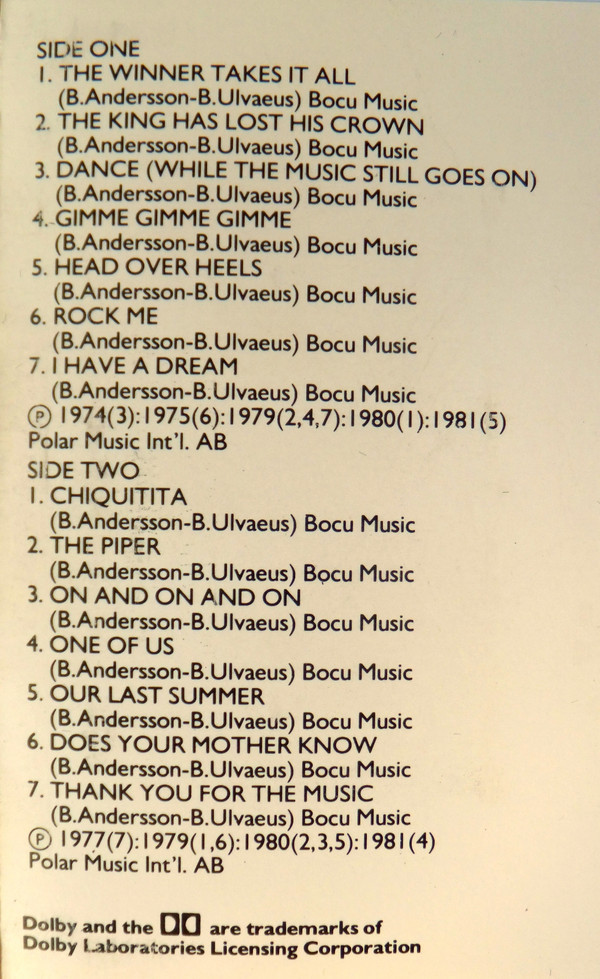 SIDE ONE
1. THE WINNER TAKES IT ALL
(B.Andersson-B.Ulvaeus) Bocu Music
2. THE KING HAS LOST HIS CROWN
(B.Andersson-B.Ulvaeus) Bocu Music
3. DANCE (WHILE THE MUSIC STILL GOES ON)
(B.Andersson-B.Ulvaeus) Bocu Music
4. GIMME GIMME GIMME
(B.Andersson-B.Ulvaeus) Bocu Music
5. HEAD OVER HEELS
(B.Andersson-B.Ulvaeus) Bocu Music
6. ROCK ME
(B.Andersson-B.Ulvaeus) Bocu Music
7. I HAVE A DREAM
(B.Andersson-B.Ulvaeus) Bocu Music
℗ 1974(3):1975(6):1979(2,4,7):1980(1):1981(5)
Polar Music Int'l. AB
SIDE TWO
1. CHIQUITITA
(B.Andersson-B.Ulvaeus) Bocu Music
2. THE PIPER
(B.Andersson-B.Ulvaeus) Bocu Music
3. ON AND ON AND ON
(B.Andersson-B.Ulvaeus) Bocu Music
4. ONE OF US
(B.Andersson-B.Ulvaeus) Bocu Music
5. OUR LAST SUMMER
(B.Andersson-B.Ulvaeus) Bocu Music
6. DOES YOUR MOTHER KNOW
(B.Andersson-B.Ulvaeus) Bocu Music
7. THANK YOU FOR THE MUSIC
(B.Andersson-B.Ulvaeus) Bocu Music
℗ 1977(7):1979(1,6):1980(2,3,5):1981(4)
Polar Music Int'l. AB
Dolby and the are trademarks of
Dolby Laboratories Licensing Corporation